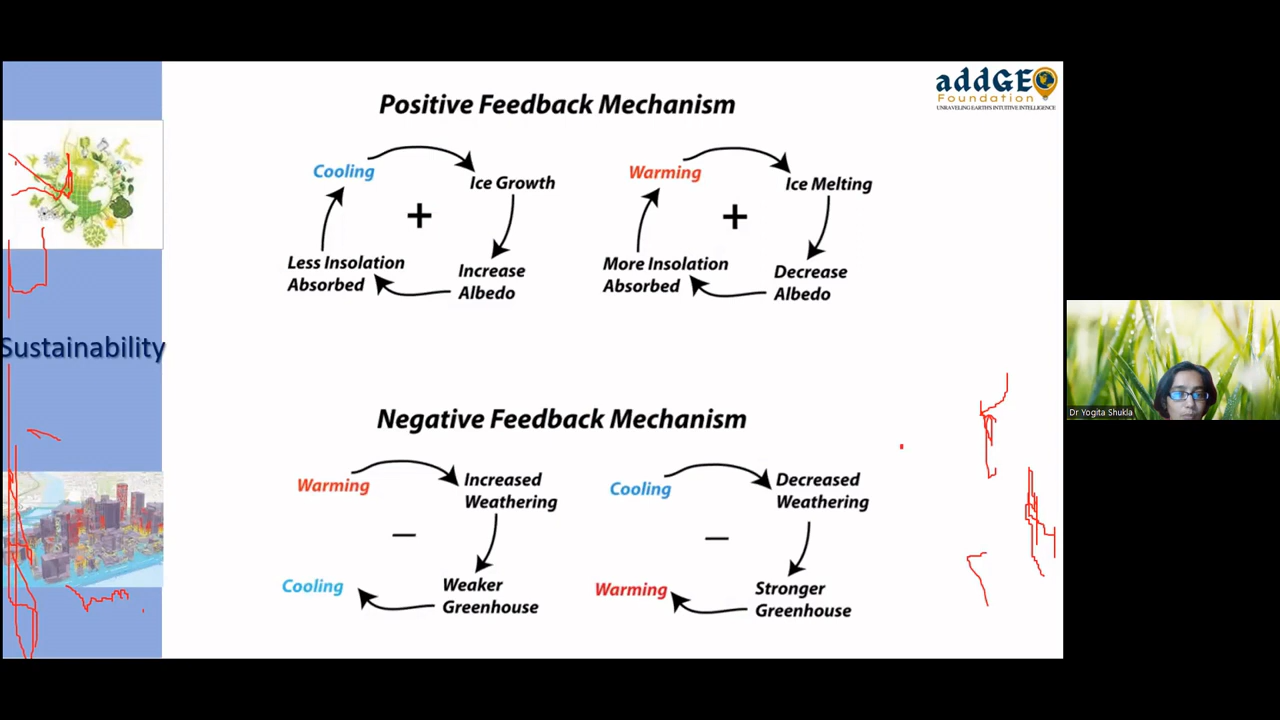 addGEO
Foundation
UNRAVELING EARTH'S INTUITIVE INTELLIGENCE
Positive Feedback Mechanism
Cooling
Ice Growth
+
Less Insolation
Absorbed
Increase
Albedo
Warming
Ice Melting
+
More Insolation
Absorbed
Decrease
Albedo
Sustainability
Dr Yogita Shukla
Negative Feedback Mechanism
Warming
Increased
Weathering
–
Cooling
Weaker
Greenhouse
Cooling
Decreased
Weathering
–
Warming
Stronger
Greenhouse